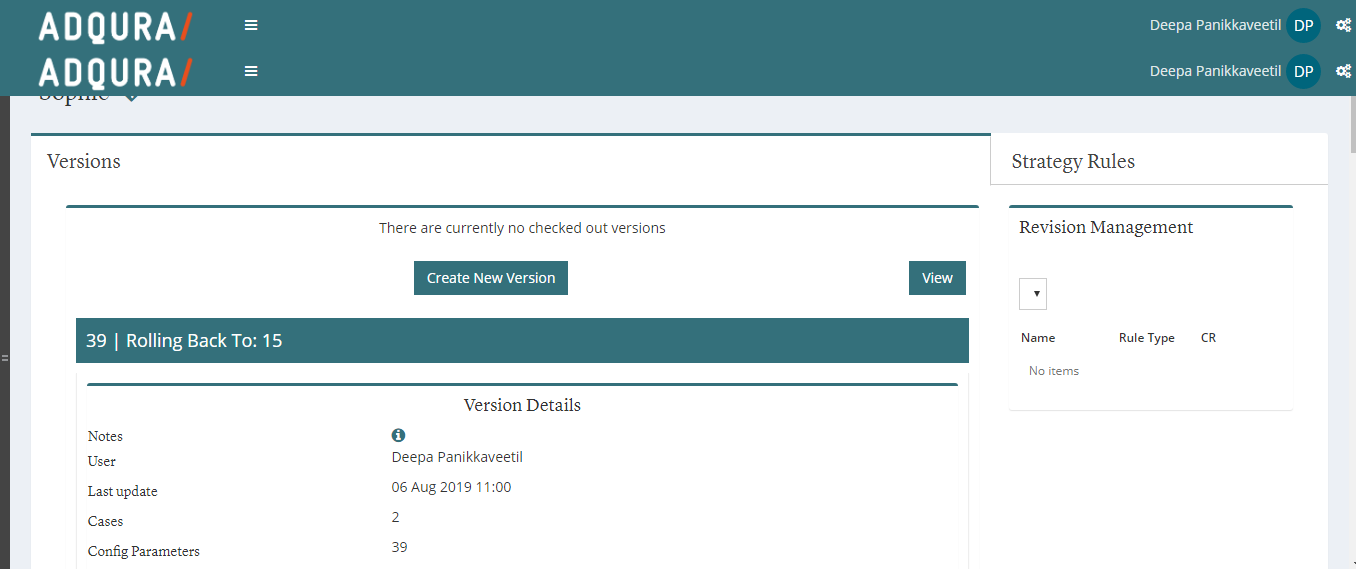 ADQURA/
Deepa Panikkaveetil DP
ADQURA/
Deepa Panikkaveetil DP
Sophie
Versions
Strategy Rules
There are currently no checked out versions
Revision Management
Create New Version
View
39 | Rolling Back To: 15
Name Rule Type CR
No items
Version Details
Notes
User Deepa Panikkaveetil
Last update 06 Aug 2019 11:00
Cases 2
Config Parameters 39